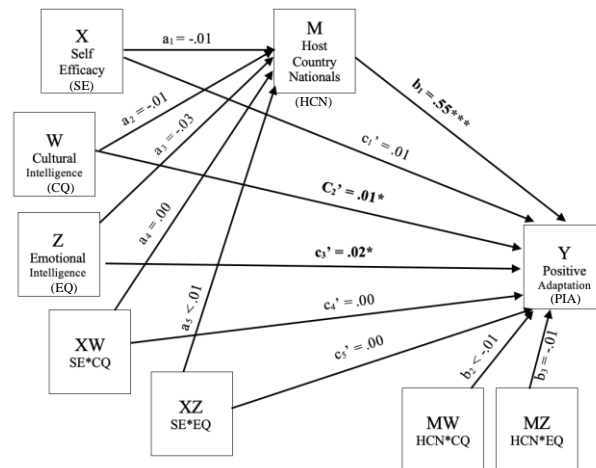 X
Self
Efficacy
(SE)
a₁ = -.01
M
Host
Country
Nationals
(HCN)
b₁ = .55***
a₂ = -.01
a₃ = -.03
c₁’ = .01
W
Cultural
Intelligence
(CQ)
C₂’ = .01*
a₄ = .00
Z
Emotional
Intelligence
(EQ)
c₃’ = .02*
Y
Positive
Adaptation
(PIA)
a₅ < .01
c₄’ = .00
XW
SE*CQ
c₅’ = .00
b₂ < -.01
b₃ = -.01
XZ
SE*EQ
MW
HCN*CQ
MZ
HCN*EQ